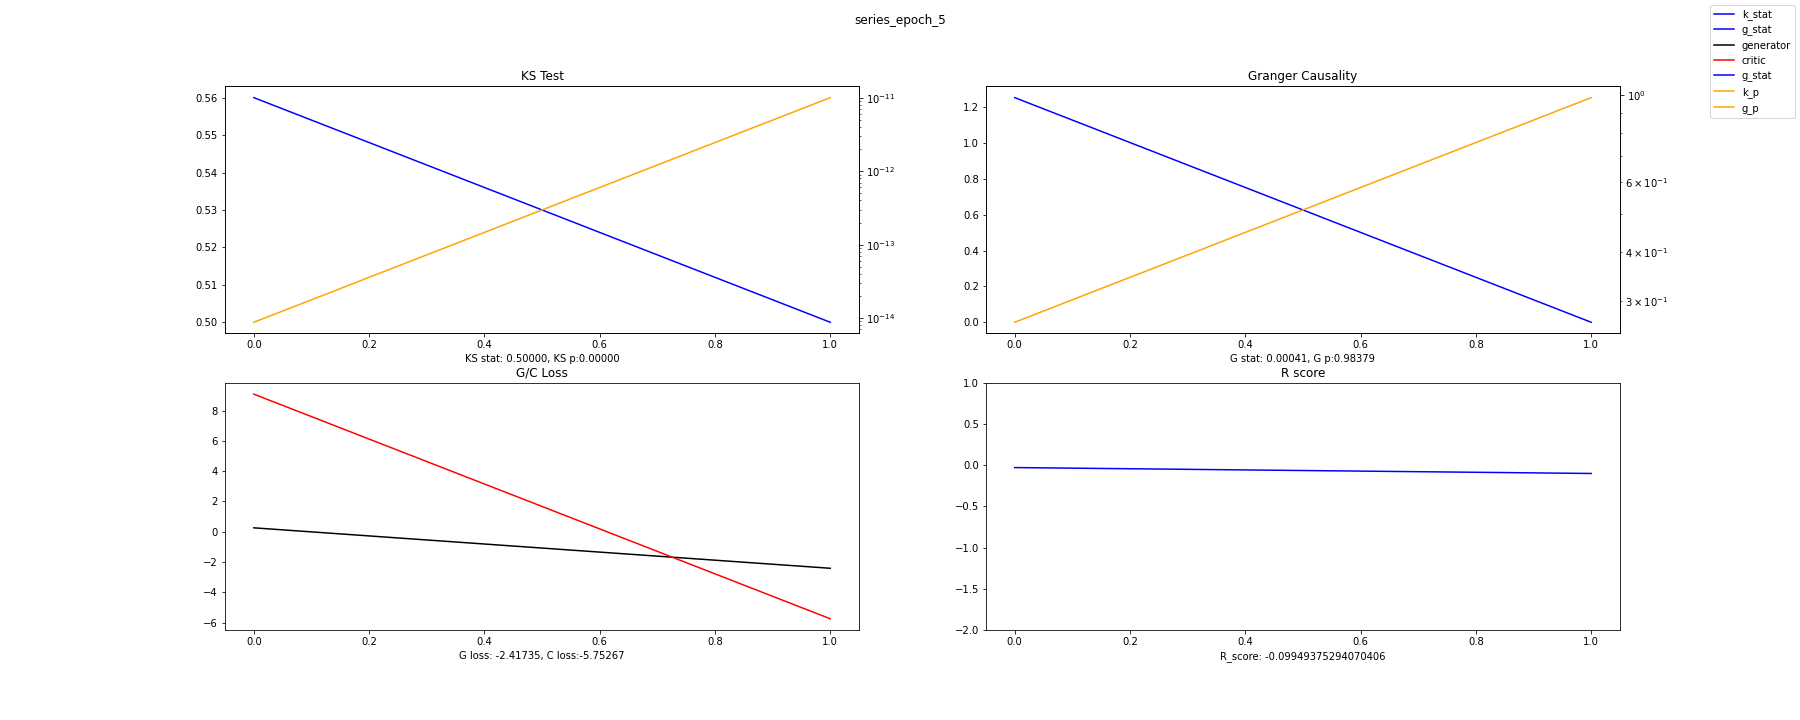 series_epoch_5
k_stat
g_stat
generator
critic
g_stat
k_p
g_p
KS Test
0.56
0.55
0.54
0.53
0.52
0.51
0.50
10⁻¹¹
10⁻¹²
10⁻¹³
10⁻¹⁴
0.0 0.2 0.4 0.6 0.8 1.0
KS stat: 0.50000, KS p:0.00000
Granger Causality
1.2
1.0
0.8
0.6
0.4
0.2
0.0
10⁰
6 × 10⁻¹
4 × 10⁻¹
3 × 10⁻¹
0.0 0.2 0.4 0.6 0.8 1.0
G stat: 0.00041, G p:0.98379
G/C Loss
8
6
4
2
0
−2
−4
−6
0.0 0.2 0.4 0.6 0.8 1.0
G loss: -2.41735, C loss:-5.75267
R score
1.0
0.5
0.0
−0.5
−1.0
−1.5
−2.0
0.0 0.2 0.4 0.6 0.8 1.0
R_score: -0.09949375294070406